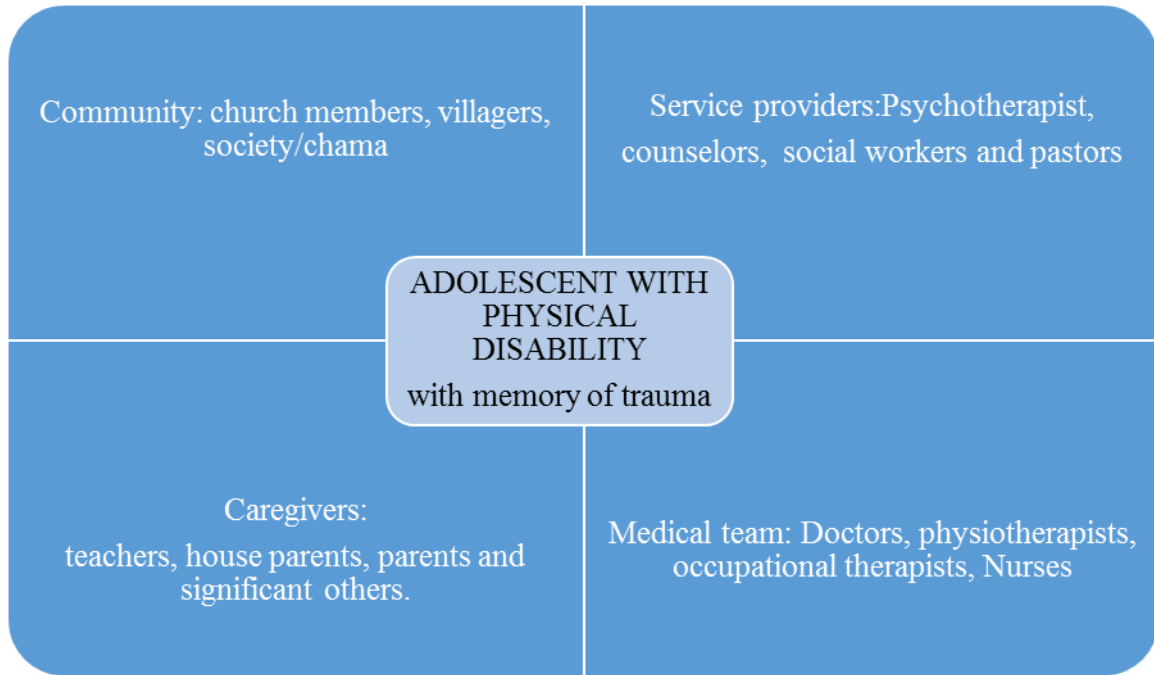 Community: church members, villagers,
society/chama
Service providers:Psychotherapist,
counselors, social workers and pastors
ADOLESCENT WITH
PHYSICAL
DISABILITY
with memory of trauma
Caregivers:
teachers, house parents, parents and
significant others.
Medical team: Doctors, physiotherapists,
occupational therapists, Nurses